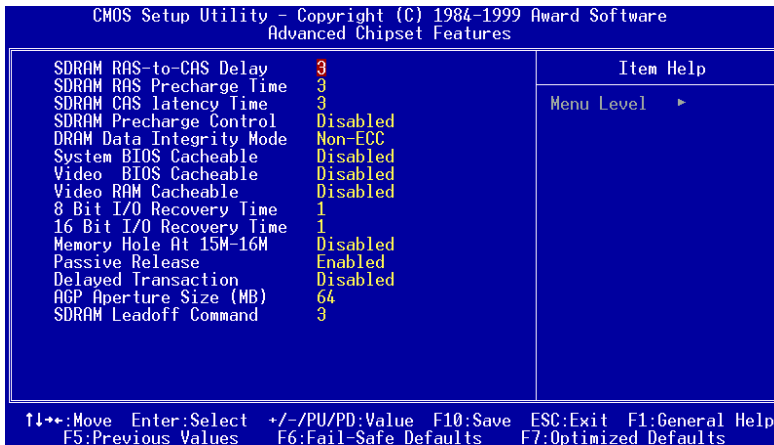 CMOS Setup Utility - Copyright (C) 1984-1999 Award Software
Advanced Chipset Features
SDRAM RAS-to-CAS Delay 3
SDRAM RAS Precharge Time 3
SDRAM CAS latency Time 3
SDRAM Precharge Control Disabled
DRAM Data Integrity Mode Non-ECC
System BIOS Cacheable Disabled
Video BIOS Cacheable Disabled
Video RAM Cacheable Disabled
8 Bit I/O Recovery Time 1
16 Bit I/O Recovery Time 1
Memory Hole At 15M-16M Disabled
Passive Release Enabled
Delayed Transaction Disabled
AGP Aperture Size (MB) 64
SDRAM Leadoff Command 3
Item Help
Menu Level ►
↑↓→←:Move Enter:Select +/-/PU/PD:Value F10:Save ESC:Exit F1:General Help
F5:Previous Values F6:Fail-Safe Defaults F7:Optimized Defaults